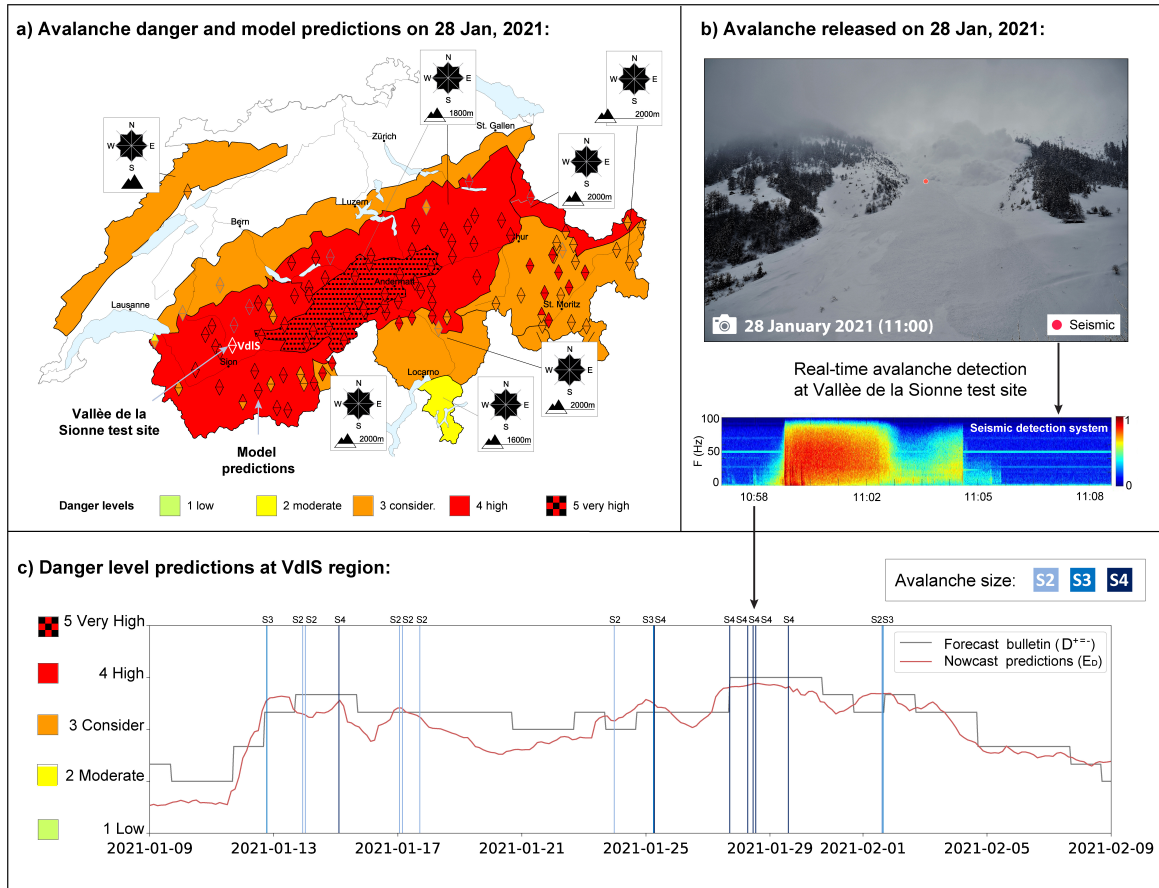 a) Avalanche danger and model predictions on 28 Jan, 2021:
N
W E
S
1800m
N
W E
S
2000m
N
W E
S
N
W E
S
2000m
St. Gallen
Zürich
Luzern
Bern
Chur
Andermatt
Lausanne
St. Moritz
VdlS
Sion
Locarno
N
W E
S
2000m
N
W E
S
2000m
N
W E
S
1600m
Vallèe de la
Sionne test site
Model
predictions
Danger levels
1 low
2 moderate
3 consider.
4 high
5 very high
b) Avalanche released on 28 Jan, 2021:
28 January 2021 (11:00)
Seismic
Real-time avalanche detection
at Vallèe de la Sionne test site
Seismic detection system
F (Hz)
100
50
0
1
0
10:58 11:02 11:05 11:08
c) Danger level predictions at VdlS region:
Avalanche size: S2 S3 S4
5 Very High
4 High
3 Consider
2 Moderate
1 Low
S3 S2 S2 S4 S2 S2 S2 S2 S3 S4 S4 S4 S4 S4 S4 S2 S3
Forecast bulletin (D+=-)
Nowcast predictions (ED)
2021-01-09 2021-01-13 2021-01-17 2021-01-21 2021-01-25 2021-01-29 2021-02-01 2021-02-05 2021-02-09